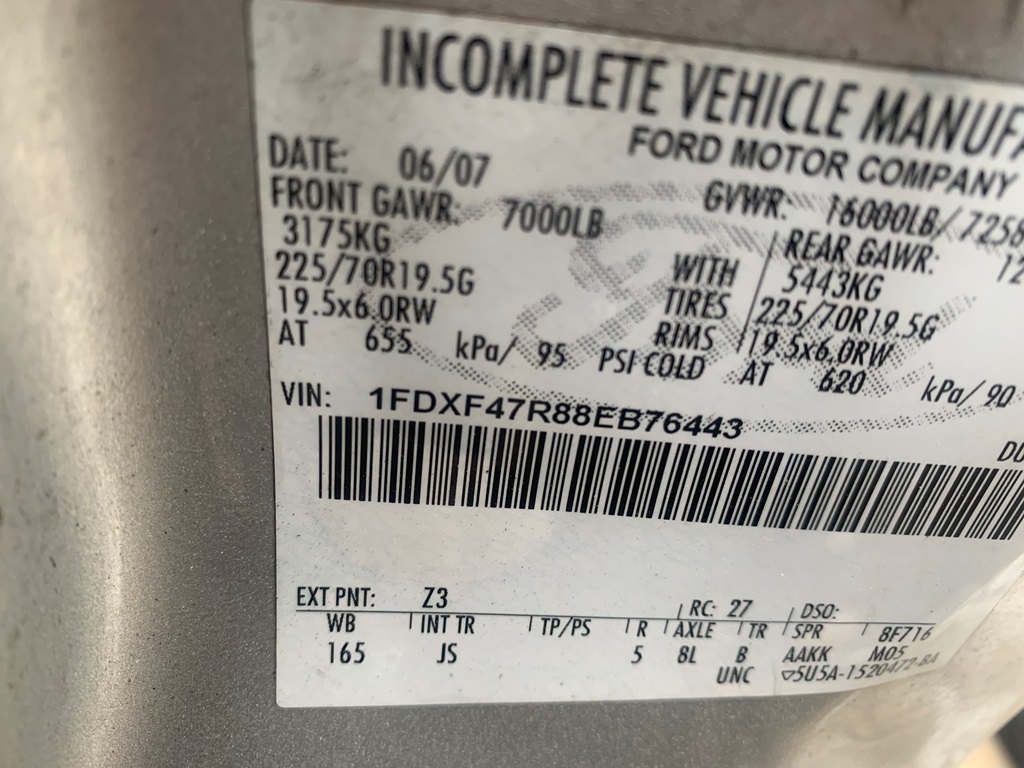 INCOMPLETE VEHICLE MANUFA
FORD MOTOR COMPANY
DATE: 06/07 GVWR: 16000LB/ 7258
FRONT GAWR: 7000LB REAR GAWR: 12
3175KG WITH 5443KG
225/70R19.5G TIRES 225/70R19.5G
19.5x6.0RW RIMS 19.5x6.0RW
AT 655 kPa/ 95 PSI COLD AT 620 kPa/ 90
VIN: 1FDXF47R88EB76443
DU
EXT PNT: Z3 RC: 27 DSO:
WB INT TR TP/PS R AXLE TR SPR 8F716
165 JS 5 8L B AAKK M05
UNC ▽5U5A-1520472-BA